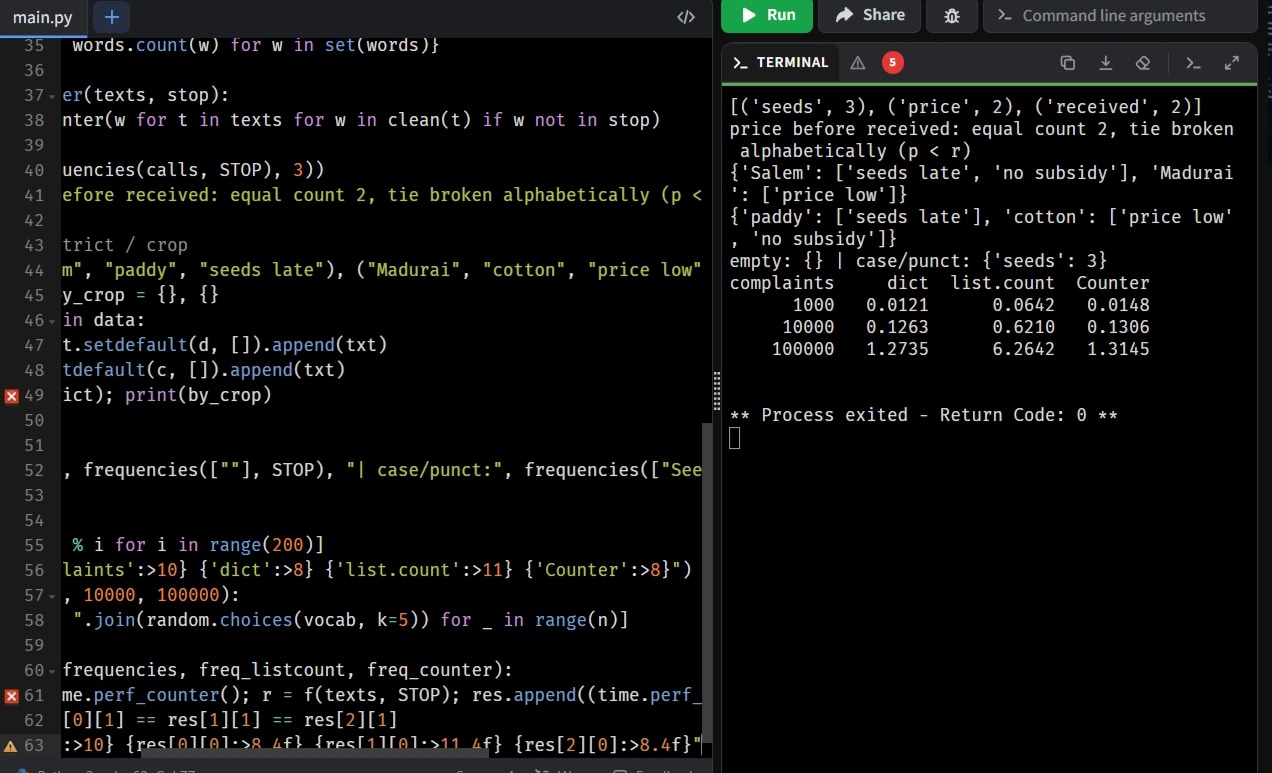 main.py
+
</>
Run
Share
>_ Command line arguments
35 words.count(w) for w in set(words)}
36
37 er(texts, stop):
38 nter(w for t in texts for w in clean(t) if w not in stop)
39
40 uencies(calls, STOP), 3))
41 efore received: equal count 2, tie broken alphabetically (p <
42
43 trict / crop
44 m", "paddy", "seeds late"), ("Madurai", "cotton", "price low"
45 y_crop = {}, {}
46 in data:
47 t.setdefault(d, []).append(txt)
48 tdefault(c, []).append(txt)
49 ict); print(by_crop)
50
51
52 , frequencies([""], STOP), "| case/punct:", frequencies(["See
53
54
55 % i for i in range(200)]
56 laints':>10} {'dict':>8} {'list.count':>11} {'Counter':>8}")
57 , 10000, 100000):
58 ".join(random.choices(vocab, k=5)) for _ in range(n)]
59
60 frequencies, freq_listcount, freq_counter):
61 me.perf_counter(); r = f(texts, STOP); res.append((time.perf_
62 [0][1] == res[1][1] == res[2][1]
63 :>10} {res[0][0]:>8.4f} {res[1][0]:>11.4f} {res[2][0]:>8.4f}"
>_ TERMINAL
5
[('seeds', 3), ('price', 2), ('received', 2)]
price before received: equal count 2, tie broken
alphabetically (p < r)
{'Salem': ['seeds late', 'no subsidy'], 'Madurai
': ['price low']}
{'paddy': ['seeds late'], 'cotton': ['price low'
, 'no subsidy']}
empty: {} | case/punct: {'seeds': 3}
complaints dict list.count Counter
1000 0.0121 0.0642 0.0148
10000 0.1263 0.6210 0.1306
100000 1.2735 6.2642 1.3145
** Process exited - Return Code: 0 **